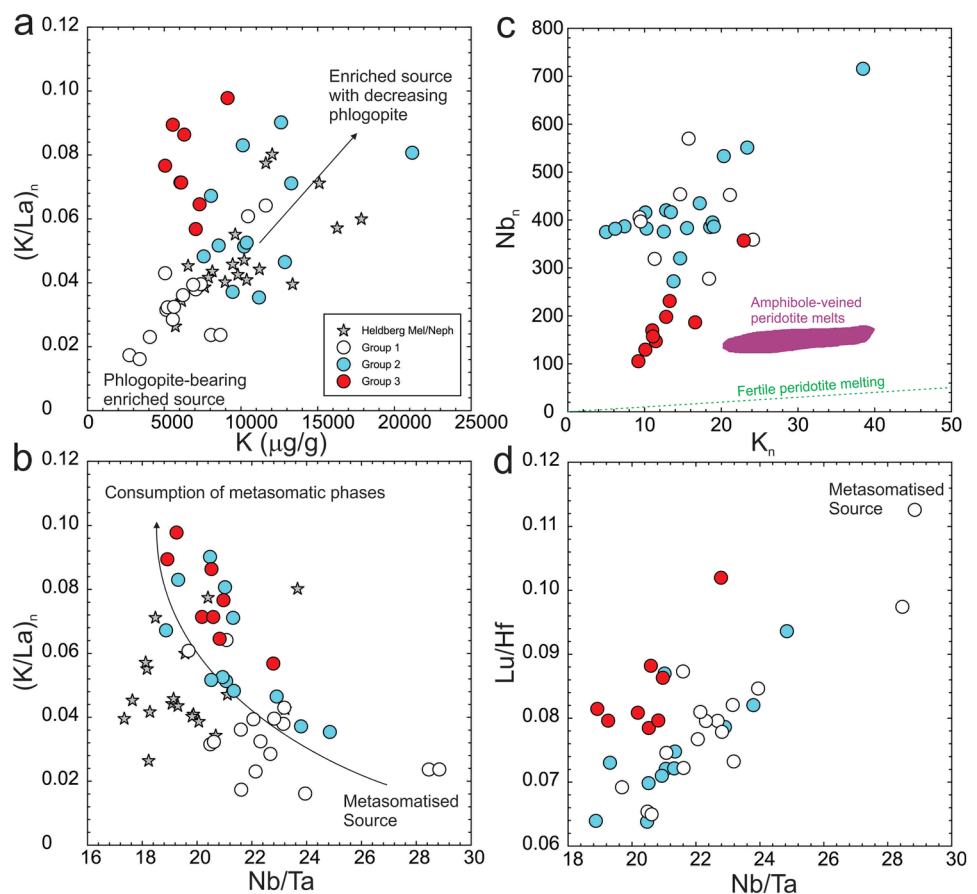 a
0.12
0.10
0.08
0.06
0.04
0.02
0
(K/La)n
Enriched source
with decreasing
phlogopite
Phlogopite-bearing
enriched source
Heldberg Mel/Neph
Group 1
Group 2
Group 3
0
5000
10000
15000
20000
25000
K (µg/g)
c
800
700
600
500
400
300
200
100
0
Nbn
Amphibole-veined
peridotite melts
Fertile peridotite melting
0
10
20
30
40
50
Kn
b
0.12
0.10
0.08
0.06
0.04
0.02
0
(K/La)n
Consumption of metasomatic phases
Metasomatised
Source
16
18
20
22
24
26
28
30
Nb/Ta
d
0.12
0.11
0.10
0.09
0.08
0.07
0.06
Lu/Hf
Metasomatised
Source
18
20
22
24
26
28
30
Nb/Ta